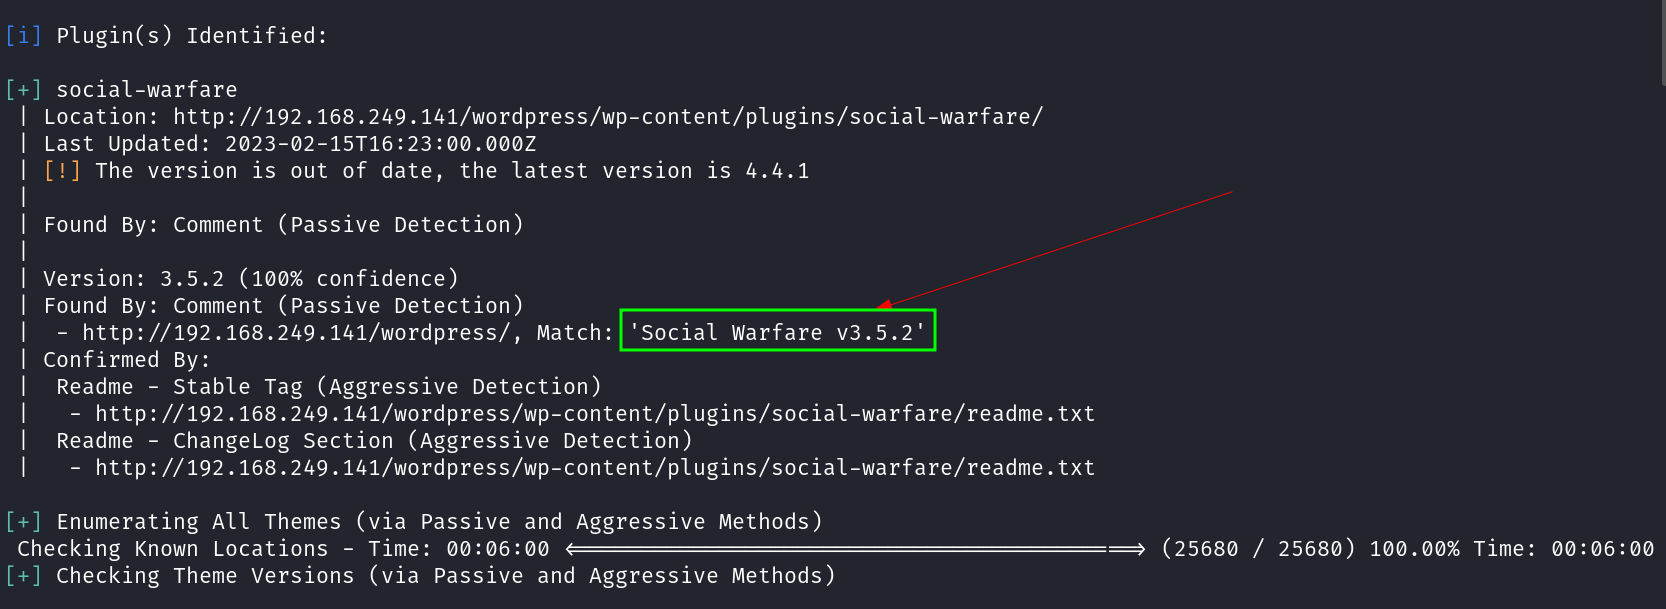 [i] Plugin(s) Identified:
[+] social-warfare
| Location: http://192.168.249.141/wordpress/wp-content/plugins/social-warfare/
| Last Updated: 2023-02-15T16:23:00.000Z
| [!] The version is out of date, the latest version is 4.4.1
|
| Found By: Comment (Passive Detection)
|
| Version: 3.5.2 (100% confidence)
| Found By: Comment (Passive Detection)
|  - http://192.168.249.141/wordpress/, Match: 'Social Warfare v3.5.2'
| Confirmed By:
|  Readme - Stable Tag (Aggressive Detection)
|   - http://192.168.249.141/wordpress/wp-content/plugins/social-warfare/readme.txt
|  Readme - ChangeLog Section (Aggressive Detection)
|   - http://192.168.249.141/wordpress/wp-content/plugins/social-warfare/readme.txt
[+] Enumerating All Themes (via Passive and Aggressive Methods)
Checking Known Locations - Time: 00:06:00 <==============================================> (25680 / 25680) 100.00% Time: 00:06:00
[+] Checking Theme Versions (via Passive and Aggressive Methods)